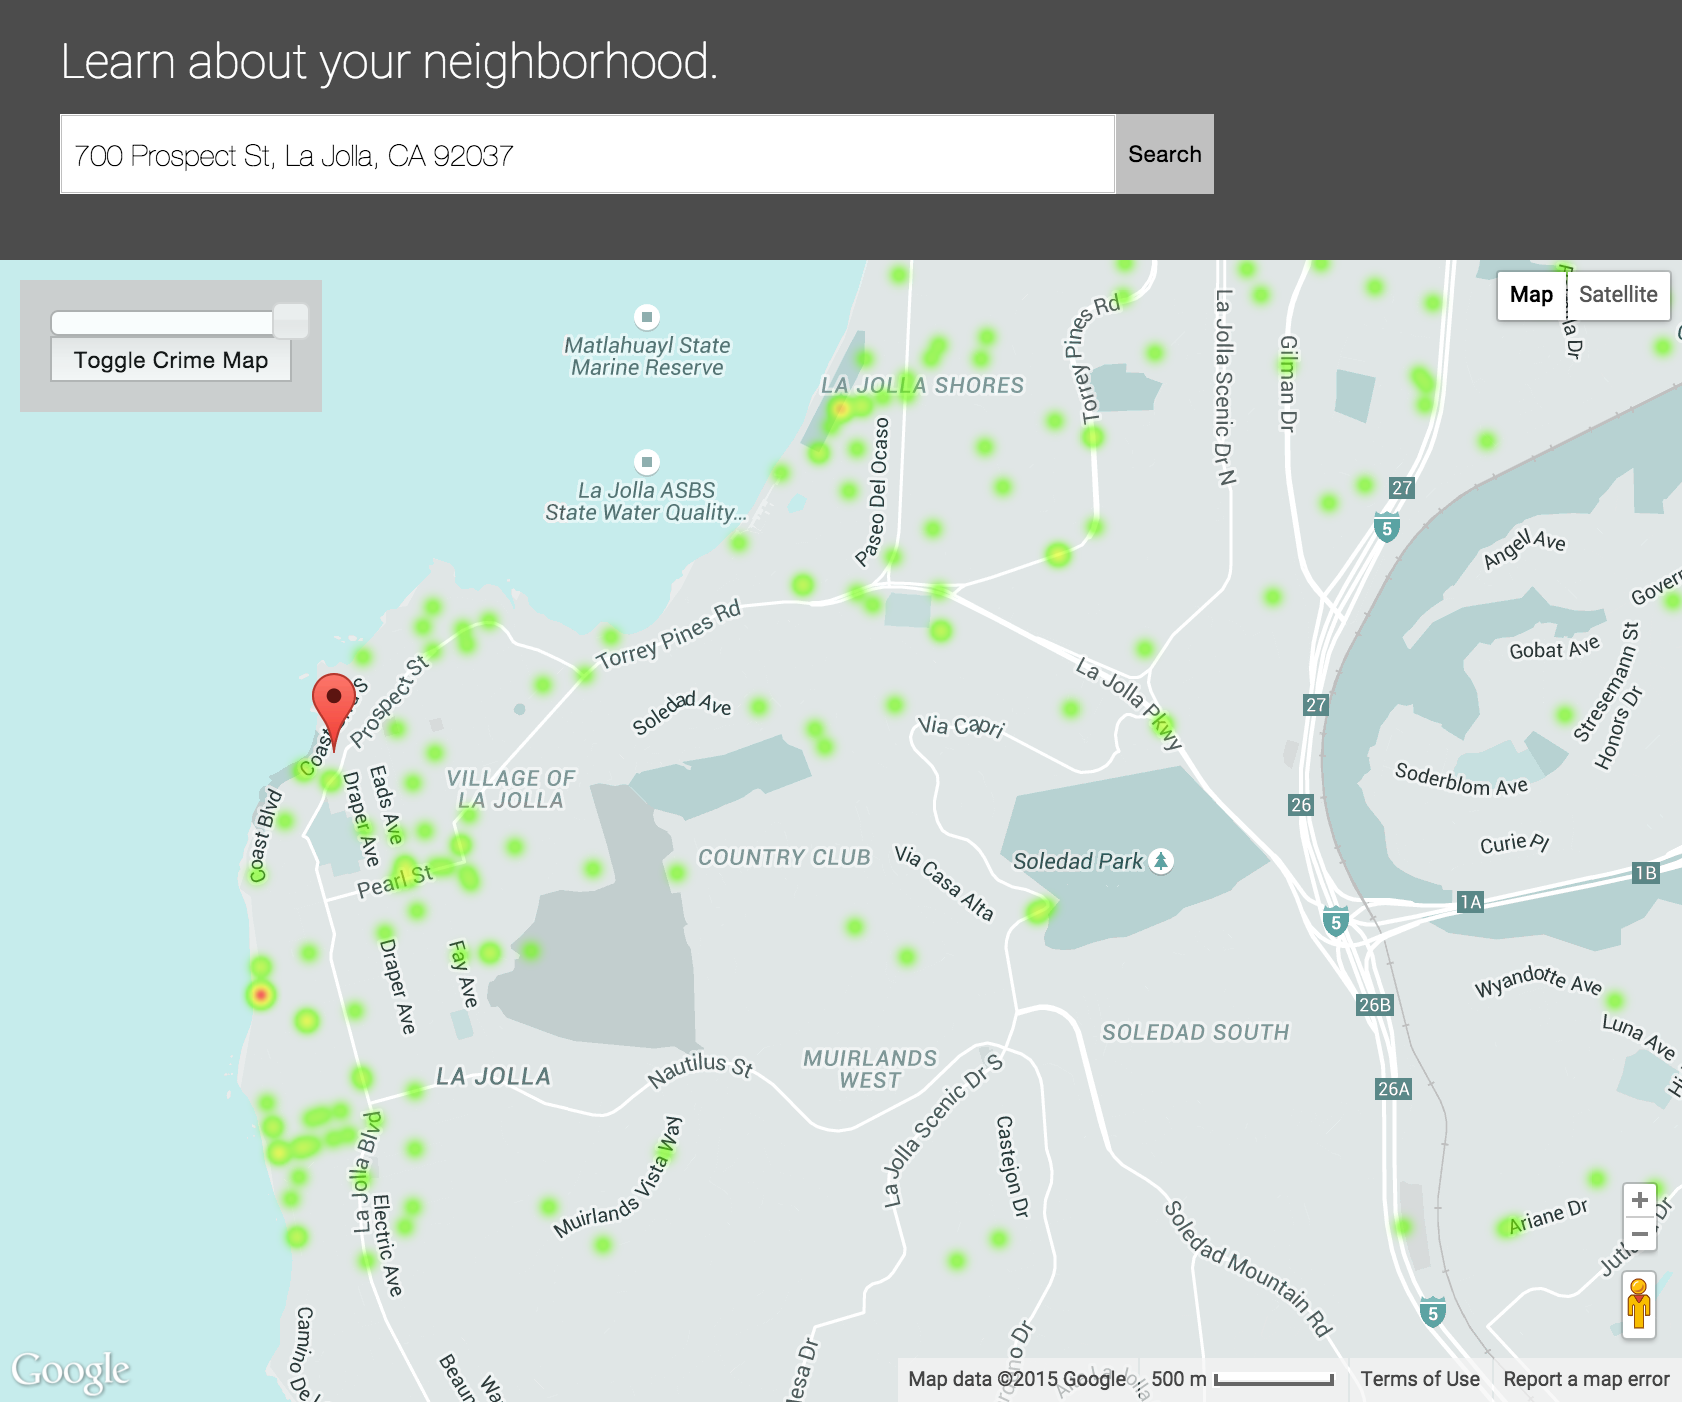 Learn about your neighborhood.
700 Prospect St, La Jolla, CA 92037
Search
Toggle Crime Map
Map
Satellite
Matlahuayl State
Marine Reserve
La Jolla ASBS
State Water Quality...
LA JOLLA SHORES
Torrey Pines Rd
La Jolla Scenic Dr N
Gilman Dr
Paseo Del Ocaso
27
5
Angell Ave
Gobat Ave
Stresemann St
Honors Dr
Torrey Pines Rd
La Jolla Pkwy
Soledad Ave
Via Capri
27
Prospect St
Coast
Soderblom Ave
26
VILLAGE OF
LA JOLLA
Eads Ave
Draper Ave
Coast Blvd
Pearl St
COUNTRY CLUB
Via Casa Alta
Soledad Park
Curie Pl
1B
1A
5
Draper Ave
Fay Ave
Wyandotte Ave
26B
Luna Ave
SOLEDAD SOUTH
MUIRLANDS
WEST
LA JOLLA
Nautilus St
26A
La Jolla Scenic Dr S
Castejon Dr
Muirlands Vista Way
La Jolla Blvd
Electric Ave
Soledad Mountain Rd
Ariane Dr
5
Camino De
Google
Map data ©2015 Google
500 m
Terms of Use
Report a map error